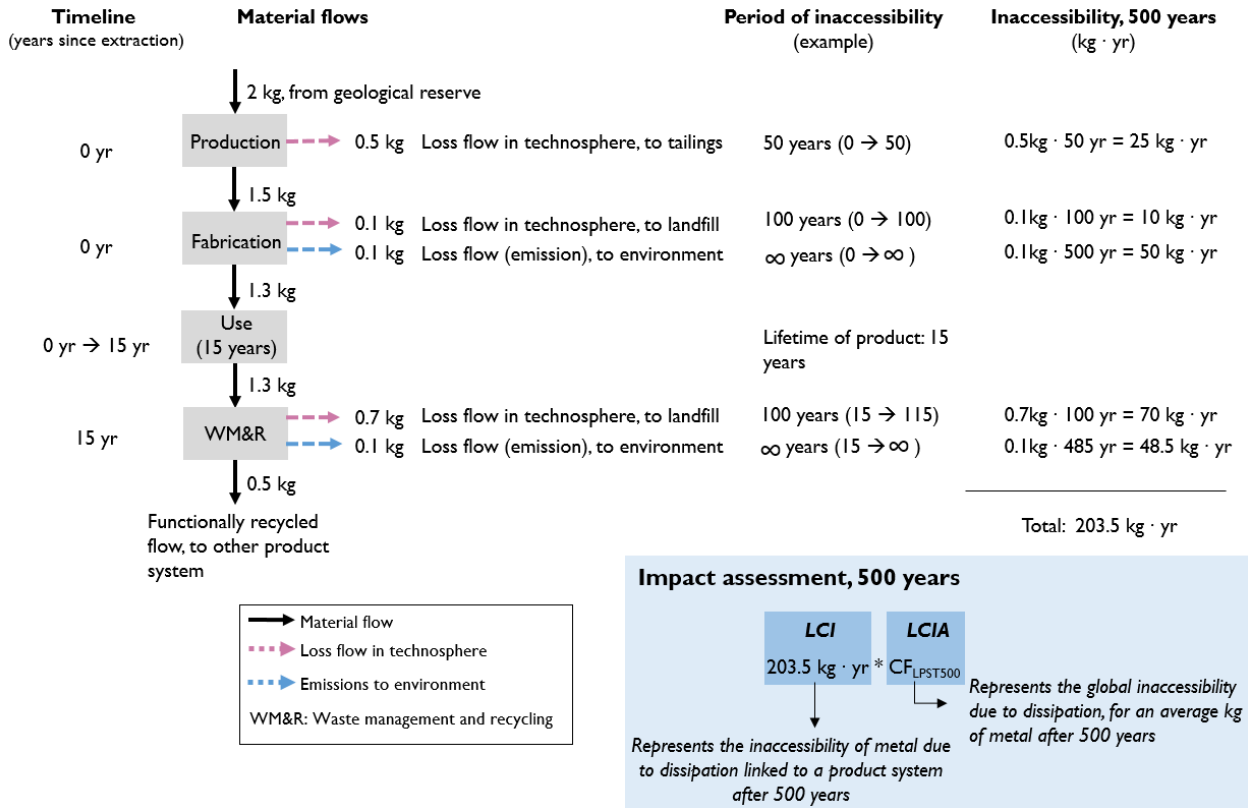 Timeline
(years since extraction)
Material flows
Period of inaccessibility
(example)
Inaccessibility, 500 years
(kg · yr)
2 kg, from geological reserve
0 yr
Production
0.5 kg Loss flow in technosphere, to tailings
50 years (0 → 50)
0.5kg · 50 yr = 25 kg · yr
1.5 kg
0 yr
Fabrication
0.1 kg Loss flow in technosphere, to landfill
100 years (0 → 100)
0.1kg · 100 yr = 10 kg · yr
0.1 kg Loss flow (emission), to environment
∞ years (0 → ∞ )
0.1kg · 500 yr = 50 kg · yr
1.3 kg
0 yr → 15 yr
Use
(15 years)
Lifetime of product: 15
years
1.3 kg
15 yr
WM&R
0.7 kg Loss flow in technosphere, to landfill
100 years (15 → 115)
0.7kg · 100 yr = 70 kg · yr
0.1 kg Loss flow (emission), to environment
∞ years (15 → ∞ )
0.1kg · 485 yr = 48.5 kg · yr
0.5 kg
Functionally recycled
flow, to other product
system
Total: 203.5 kg · yr
Material flow
Loss flow in technosphere
Emissions to environment
WM&R: Waste management and recycling
Impact assessment, 500 years
LCI
LCIA
203.5 kg · yr * CF_LPST500
Represents the global inaccessibility
due to dissipation, for an average kg
of metal after 500 years
Represents the inaccessibility of metal due
to dissipation linked to a product system
after 500 years